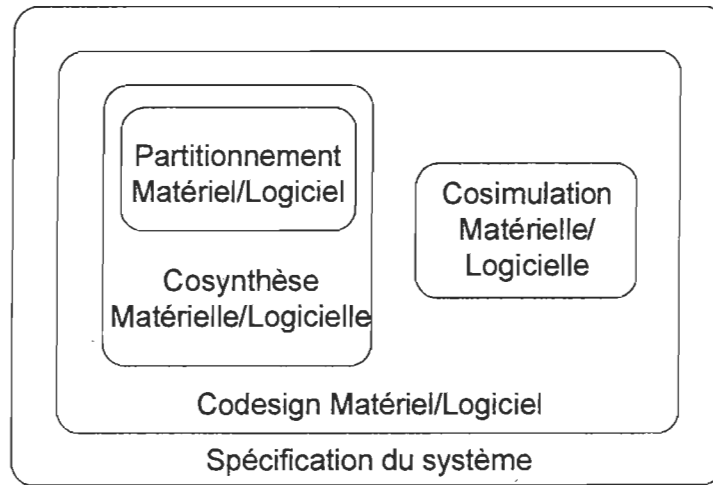 Partitionnement
Matériel/Logiciel
Cosynthèse
Matérielle/Logicielle
Cosimulation
Matérielle/
Logicielle
Codesign Matériel/Logiciel
Spécification du système